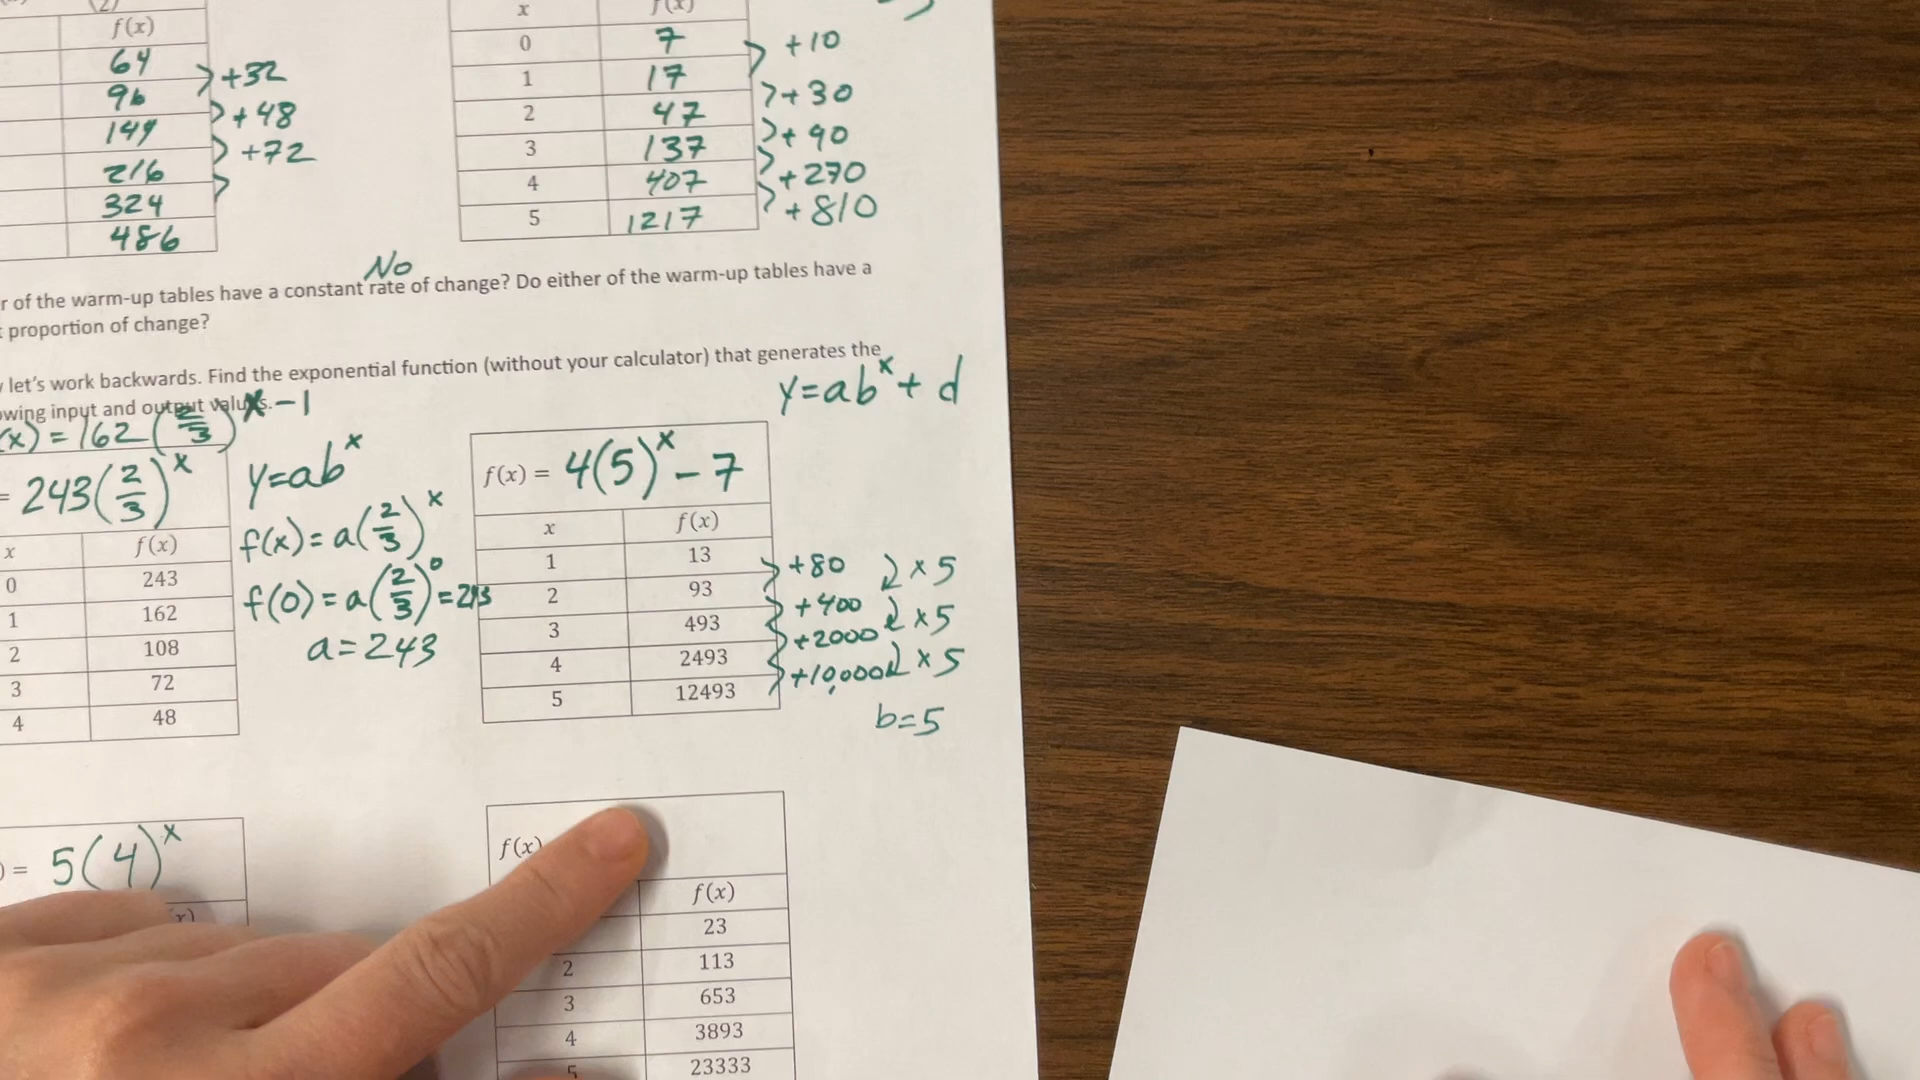 f(x)
64
96
144
216
324
486
+32
+48
+72
x f(x)
0 7
1 17
2 47
3 137
4 407
5 1217
+10
+30
+90
+270
+810
No
r of the warm-up tables have a constant rate of change? Do either of the warm-up tables have a
proportion of change?
let's work backwards. Find the exponential function (without your calculator) that generates the
owing input and output values.
(x) = 162(2/3)^x-1
= 243(2/3)^x
x f(x)
0 243
1 162
2 108
3 72
4 48
y=ab^x
f(x)=a(2/3)^x
f(0)=a(2/3)^0=243
a=243
y=ab^x+d
f(x) = 4(5)^x-7
x f(x)
1 13
2 93
3 493
4 2493
5 12493
+80
+400
+2000
+10,000
×5
×5
×5
b=5
) = 5(4)^x
f(x)
f(x)
23
2 113
3 653
4 3893
5 23333